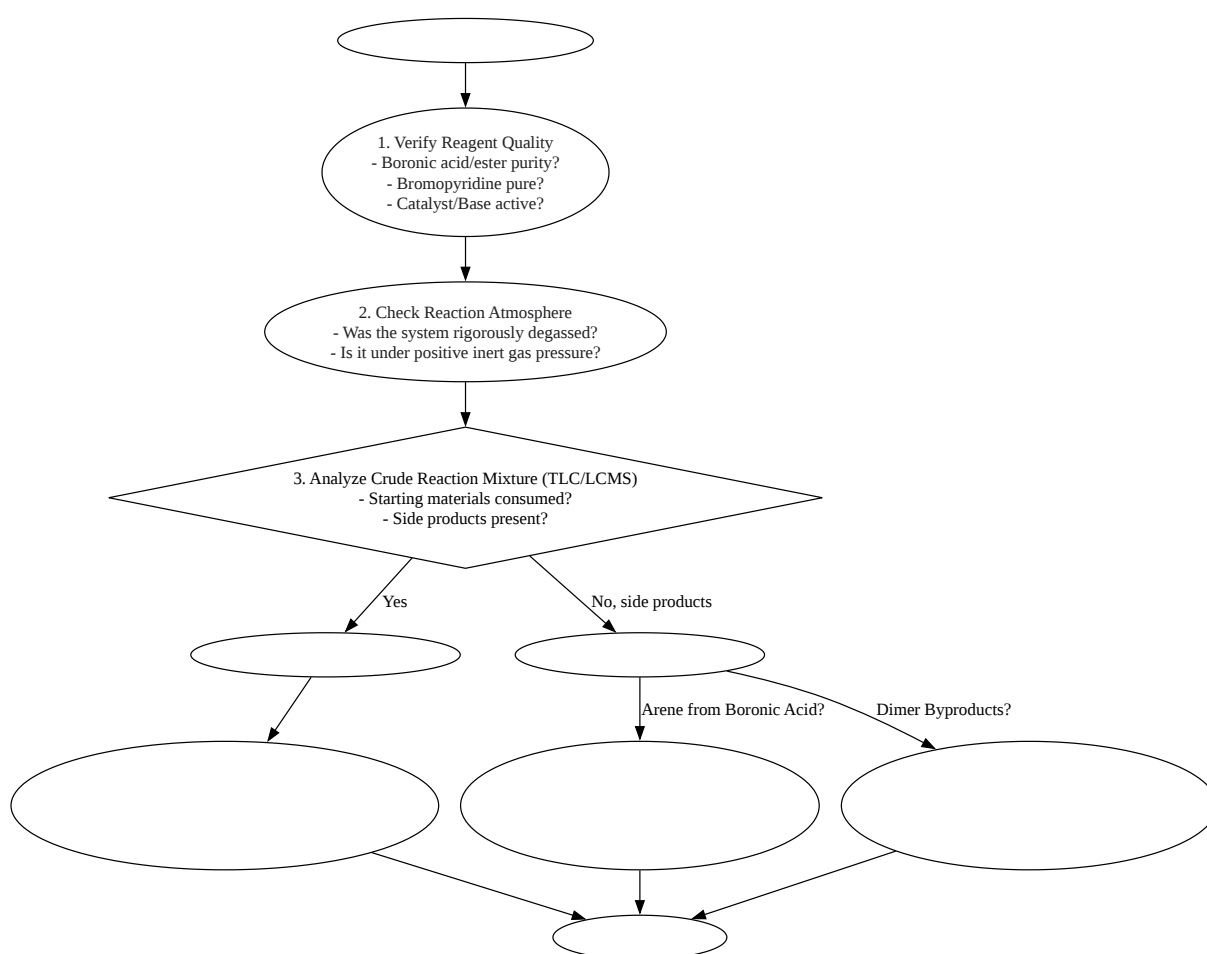 1. Verify Reagent Quality
- Boronic acid/ester purity?
- Bromopyridine pure?
- Catalyst/Base active?
2. Check Reaction Atmosphere
- Was the system rigorously degassed?
- Is it under positive inert gas pressure?
3. Analyze Crude Reaction Mixture (TLC/LCMS)
- Starting materials consumed?
- Side products present?
Yes
No, side products
Arene from Boronic Acid?
Dimer Byproducts?